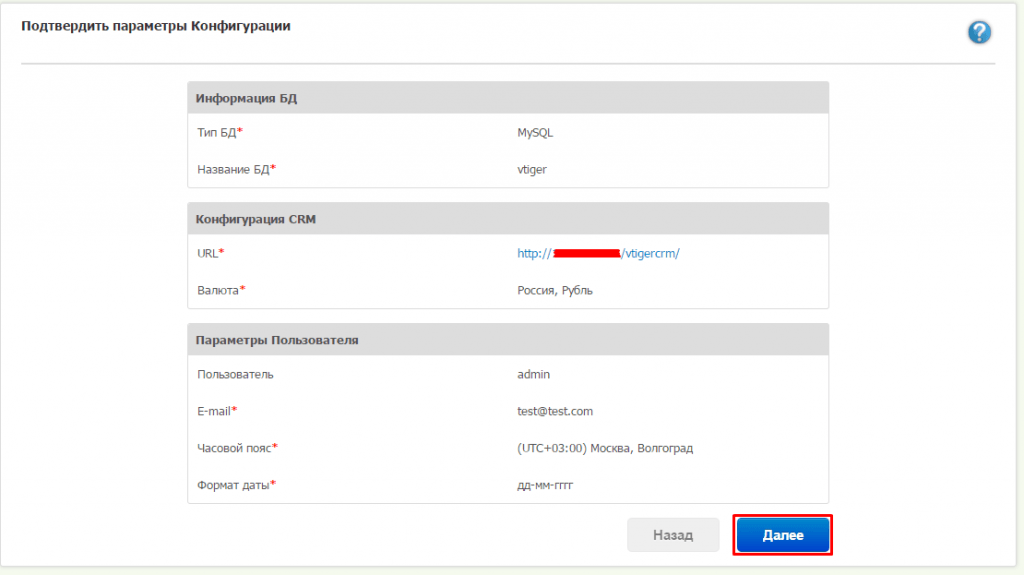 Подтвердить параметры Конфигурации
?
Информация БД
Тип БД* MySQL
Название БД* vtiger
Конфигурация CRM
URL* http:// /vtigercrm/
Валюта* Россия, Рубль
Параметры Пользователя
Пользователь admin
E-mail* test@test.com
Часовой пояс* (UTC+03:00) Москва, Волгоград
Формат даты* дд-мм-гггг
Назад Далее